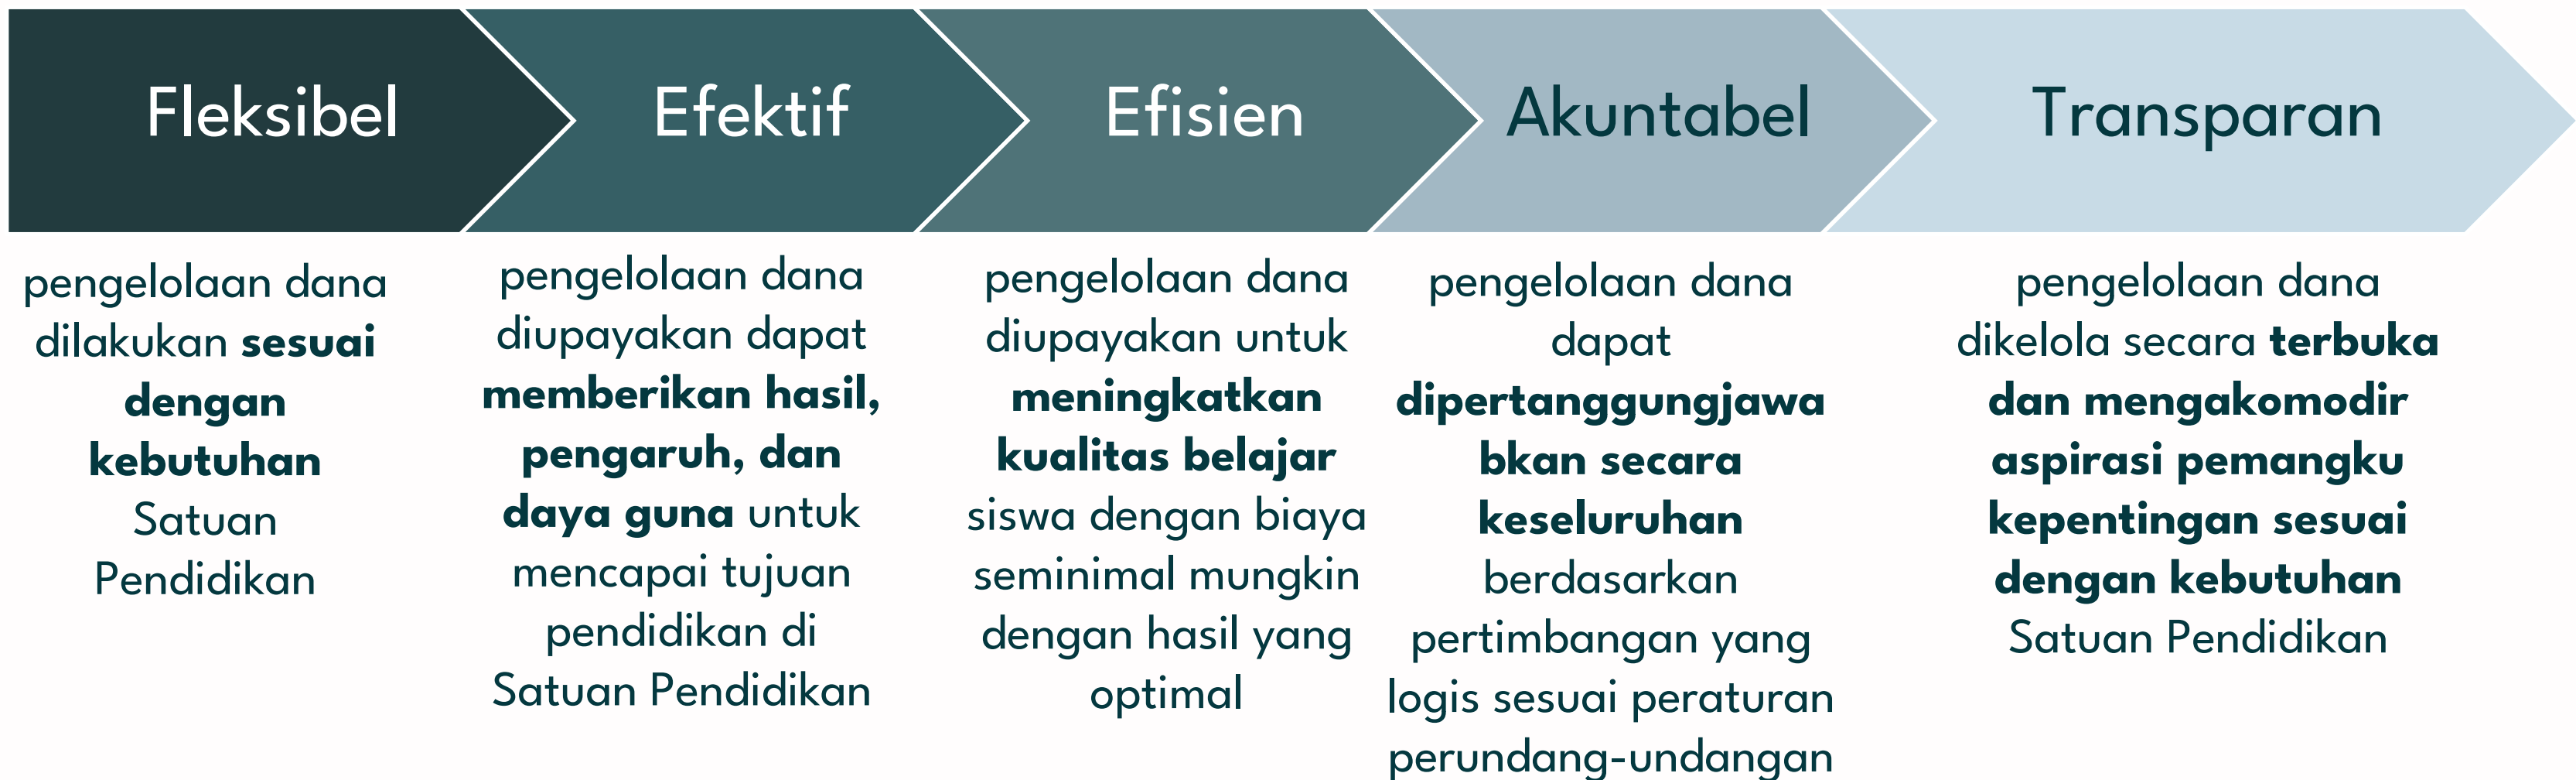 Fleksibel
pengelolaan dana
dilakukan sesuai
dengan
kebutuhan
Satuan
Pendidikan
Efektif
pengelolaan dana
diupayakan dapat
memberikan hasil,
pengaruh, dan
daya guna untuk
mencapai tujuan
pendidikan di
Satuan Pendidikan
Efisien
pengelolaan dana
diupayakan untuk
meningkatkan
kualitas belajar
siswa dengan biaya
seminimal mungkin
dengan hasil yang
optimal
Akuntabel
pengelolaan dana
dapat
dipertanggungjawa
bkan secara
keseluruhan
berdasarkan
pertimbangan yang
logis sesuai peraturan
perundang-undangan
Transparan
pengelolaan dana
dikelola secara terbuka
dan mengakomodir
aspirasi pemangku
kepentingan sesuai
dengan kebutuhan
Satuan Pendidikan